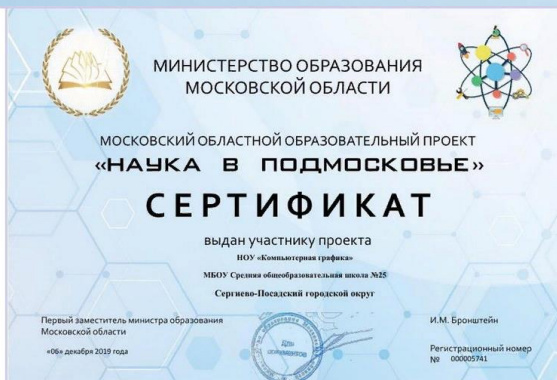 МИНИСТЕРСТВО ОБРАЗОВАНИЯ
МОСКОВСКОЙ ОБЛАСТИ
МОСКОВСКИЙ ОБЛАСТНОЙ ОБРАЗОВАТЕЛЬНЫЙ ПРОЕКТ
«НАУКА В ПОДМОСКОВЬЕ»
СЕРТИФИКАТ
выдан участнику проекта
НОУ «Компьютерная графика»
МБОУ Средняя общеобразовательная школа №25
Сергиево-Посадский городской округ
Первый заместитель министра образования
Московской области
«06» декабря 2019 года
Для
документов
И.М. Бронштейн
Регистрационный номер
№ 000005741